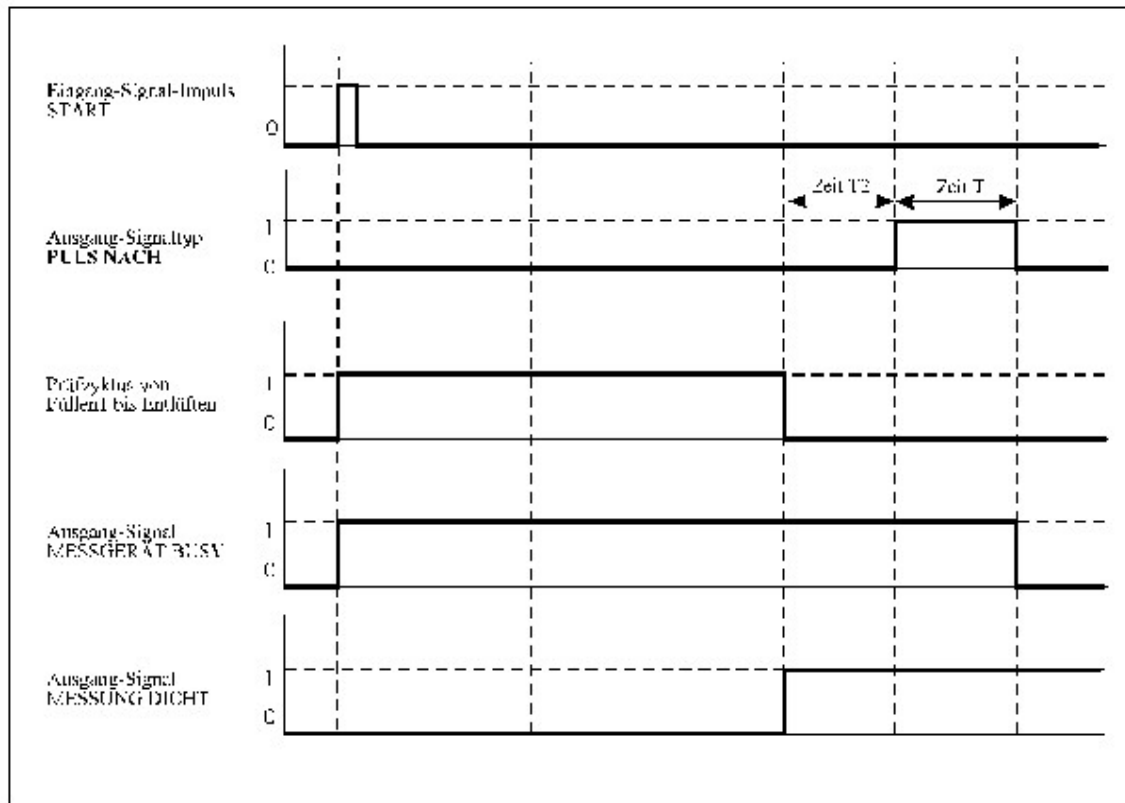 Eingang-Signal-Impuls
START
0
Zeit T2
Zeit T
Ausgang-Signaltyp
PULS NACH
1
0
Prüfzyklus von
Füllen1 bis Entlüften
1
0
Ausgang-Signal
MESSGERÄT BUSY
1
0
Ausgang-Signal
MESSUNG DICHT
1
0